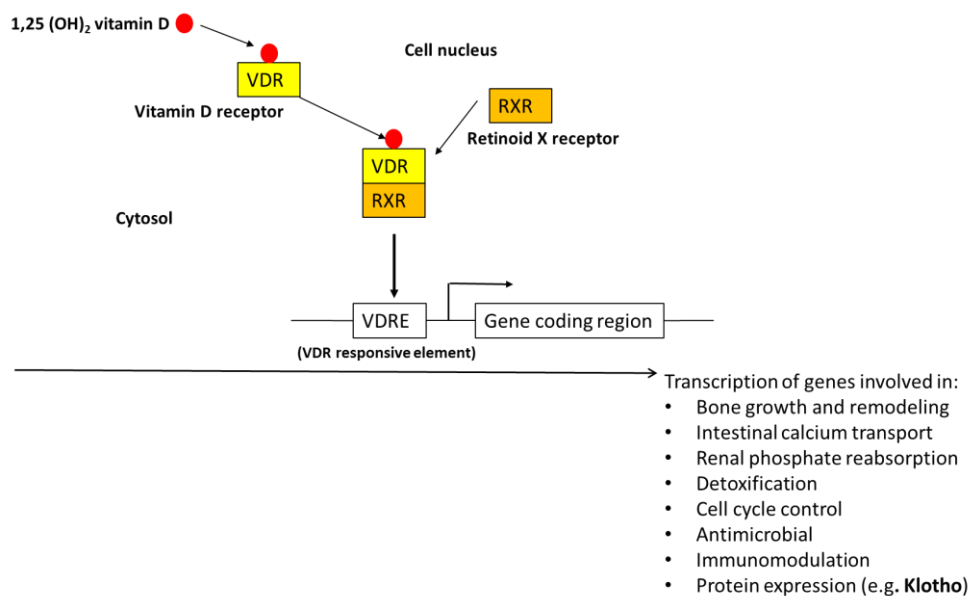 1,25 (OH)₂ vitamin D
Cell nucleus
VDR
Vitamin D receptor
RXR
Retinoid X receptor
VDR
RXR
Cytosol
VDRE
Gene coding region
(VDR responsive element)
Transcription of genes involved in:
• Bone growth and remodeling
• Intestinal calcium transport
• Renal phosphate reabsorption
• Detoxification
• Cell cycle control
• Antimicrobial
• Immunomodulation
• Protein expression (e.g. Klotho)